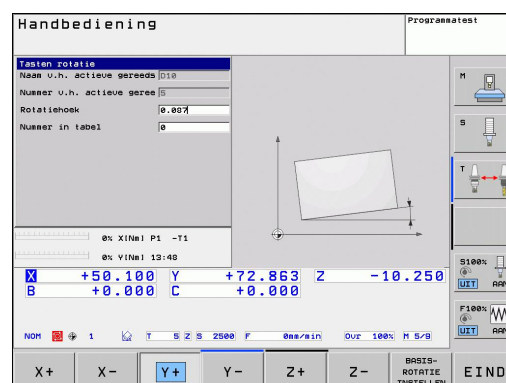 Handbediening
Programmatest
Tasten rotatie
Naam v.h. actieve gereeds D10
Nummer v.h. actieve geree 5
Rotatiehoek 0.087
Nummer in tabel 0
0% X[Nm] P1 -T1
0% Y[Nm] 13:48
X +50.100 Y +72.863 Z -10.250
B +0.000 C +0.000
NOM 1 T 5 Z S 2500 F 0mm/min Ovr 100% M 5/9
M
S
T
S100%
UIT AAN
F100%
UIT AAN
X+ X- Y+ Y- Z+ Z- BASIS-
ROTATIE
INSTELLEN
EIND